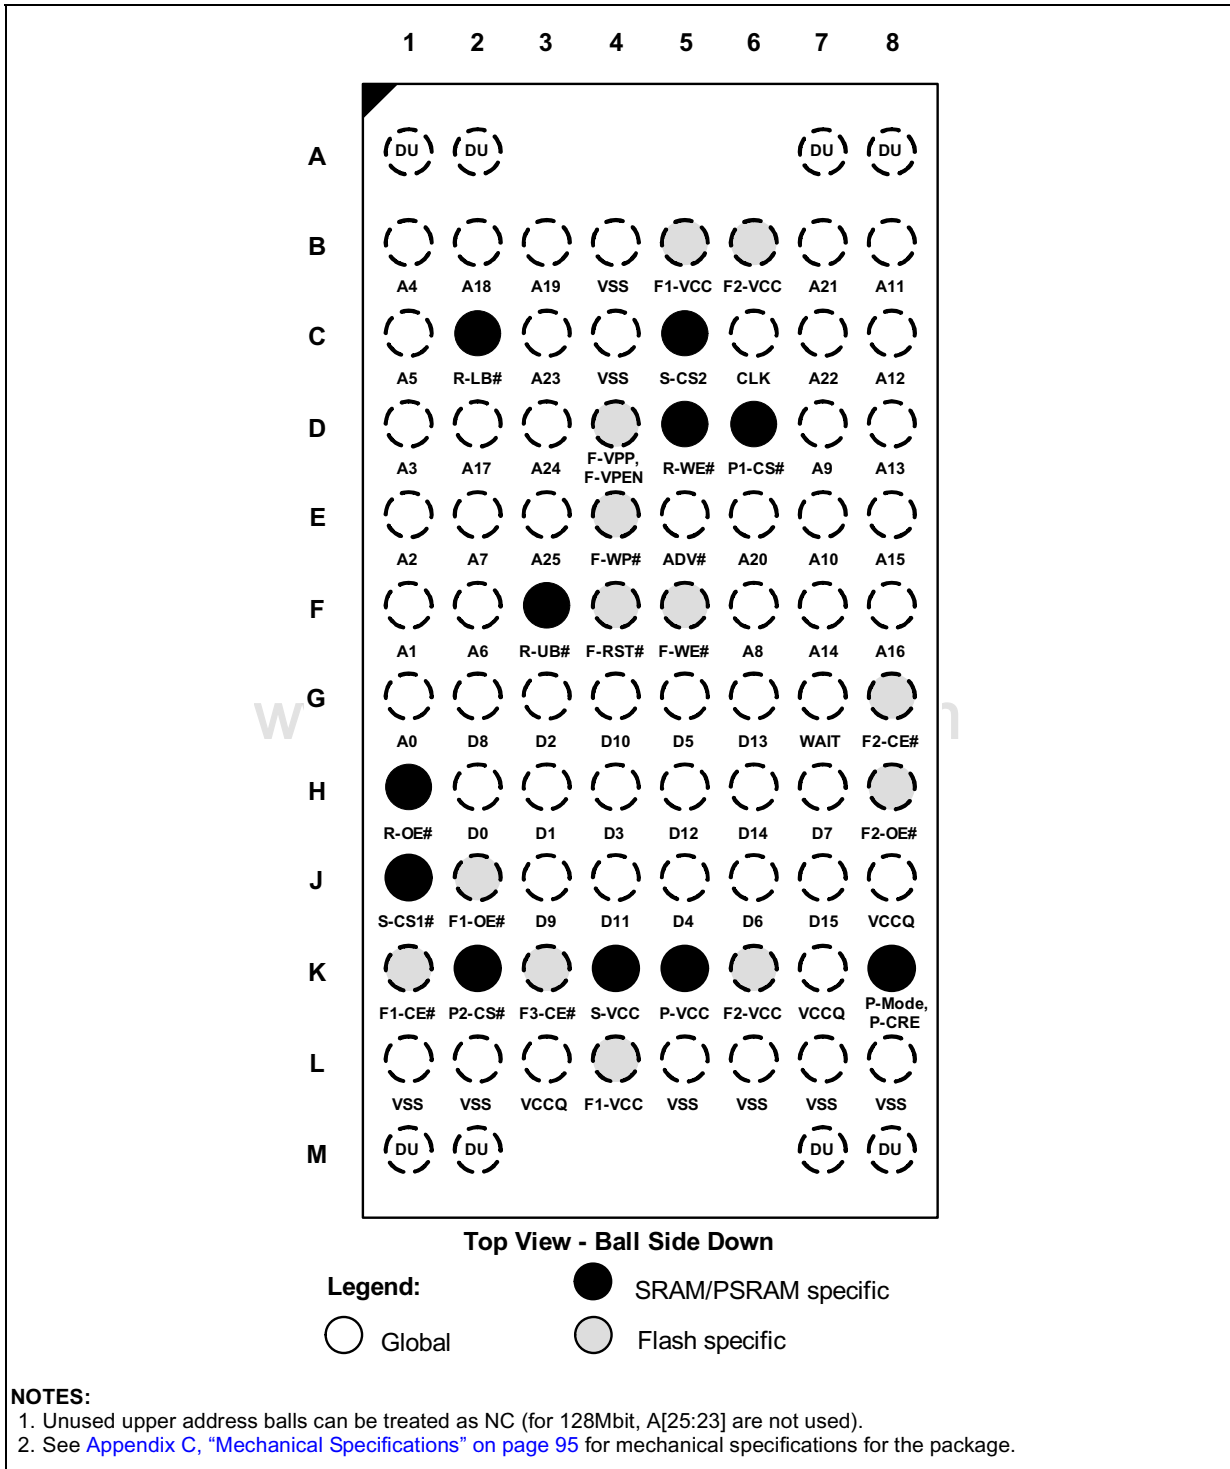 1 2 3 4 5 6 7 8
A DU DU DU DU
B
A4 A18 A19 VSS F1-VCC F2-VCC A21 A11
C
A5 R-LB# A23 VSS S-CS2 CLK A22 A12
D
A3 A17 A24 F-VPP, F-VPEN R-WE# P1-CS# A9 A13
E
A2 A7 A25 F-WP# ADV# A20 A10 A15
F
A1 A6 R-UB# F-RST# F-WE# A8 A14 A16
G
A0 D8 D2 D10 D5 D13 WAIT F2-CE#
H
R-OE# D0 D1 D3 D12 D14 D7 F2-OE#
J
S-CS1# F1-OE# D9 D11 D4 D6 D15 VCCQ
K
F1-CE# P2-CS# F3-CE# S-VCC P-VCC F2-VCC VCCQ P-Mode, P-CRE
L
VSS VSS VCCQ F1-VCC VSS VSS VSS VSS
M DU DU DU DU
Top View - Ball Side Down
Legend: SRAM/PSRAM specific
Global Flash specific
NOTES:
1. Unused upper address balls can be treated as NC (for 128Mbit, A[25:23] are not used).
2. See Appendix C, “Mechanical Specifications” on page 95 for mechanical specifications for the package.